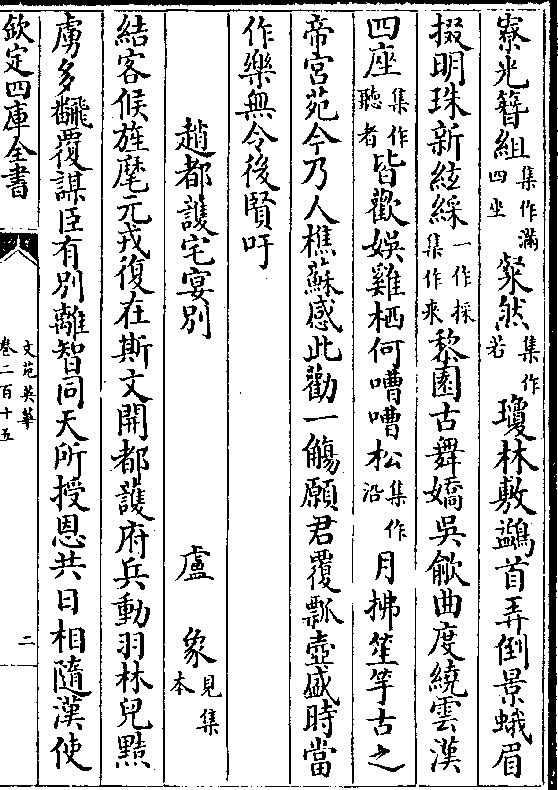 寮光簪組集作滿四坐粲然集作若瓊林敷鷁首弄倒景蛾眉
掇明珠新絃綵一作採集作來黎園古舞嬌吳歈曲度繞雲漢
四座集作聽者皆歡娛雞栖何嘈嘈松集作沿月拂笙竽古之
帝宮苑今乃人樵蘇感此勸一觴願君覆瓢壺盛時當
作樂無令後賢吁
趙都護宅宴別 盧象見集本
結客候旌麾元戎復在斯文開都護府兵動羽林兒黠
虜多飜覆謀臣有別離智同天所授恩共日相隨漢使
欽定四庫全書
文苑英華
卷二百十五
二